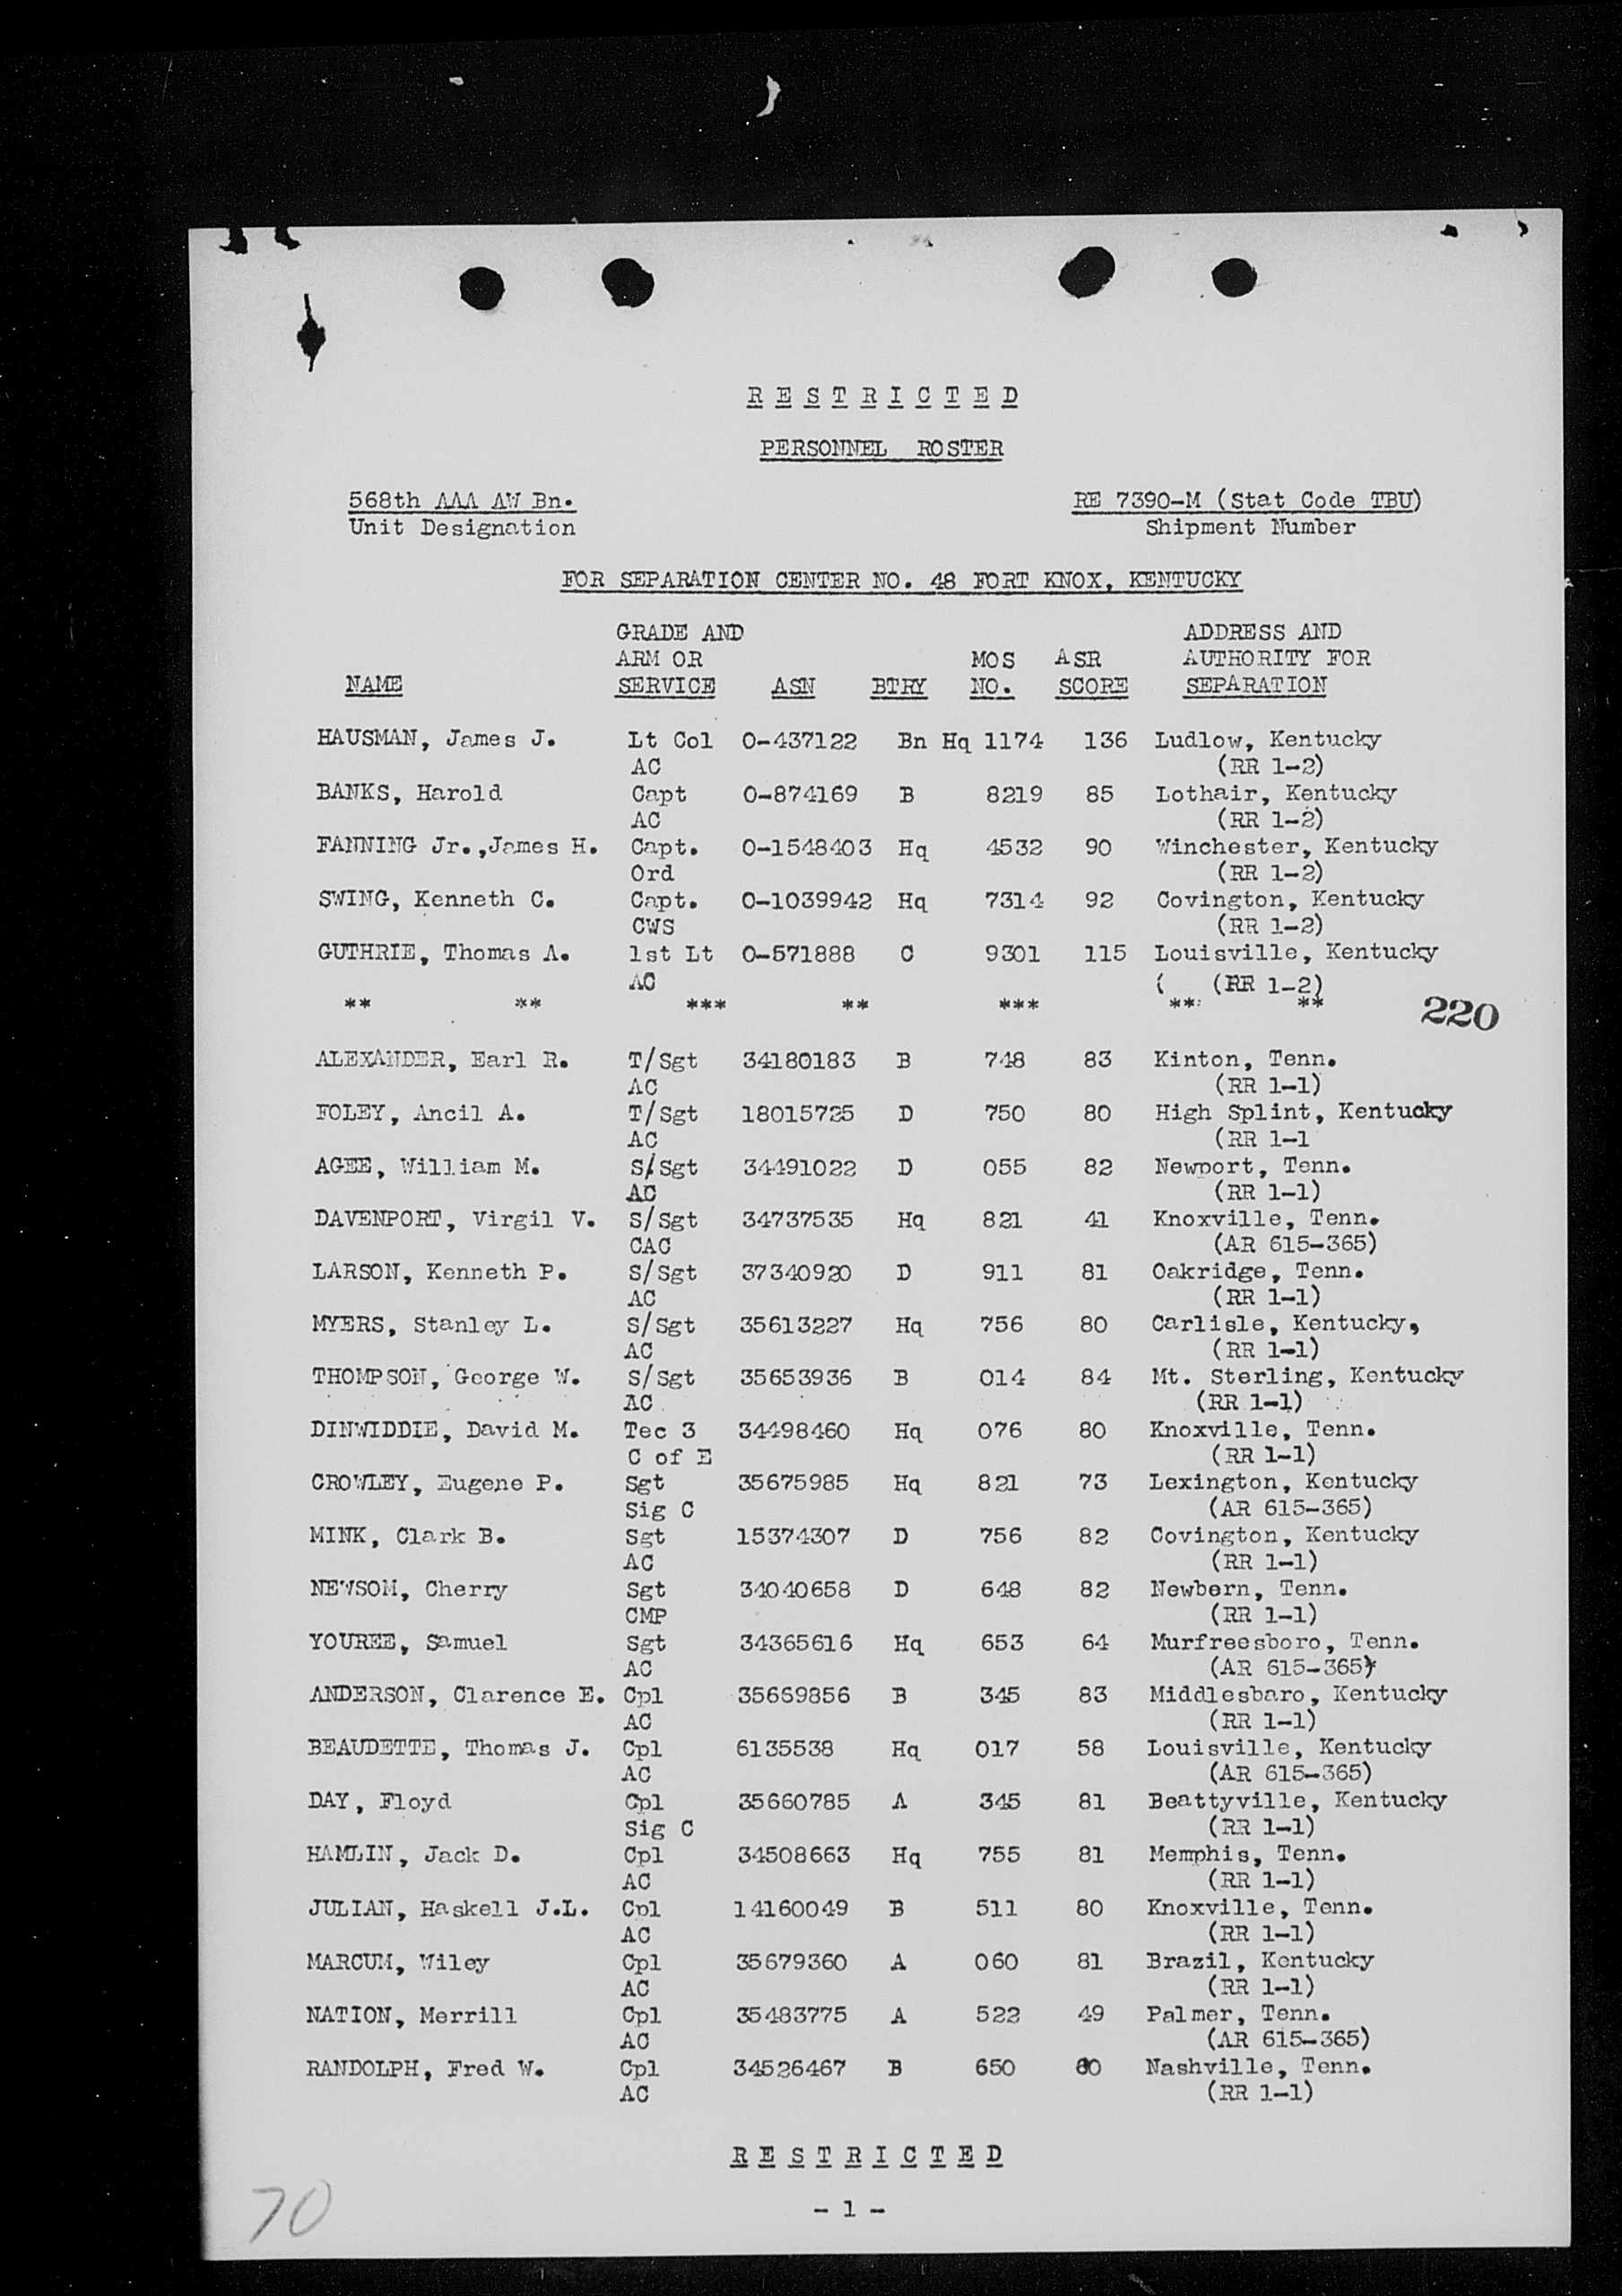 R E S T R I C T E D
PERSONNEL ROSTER
568th AAA AW Bn. RE 7390-M (Stat Code TBU)
Unit Designation Shipment Number
FOR SEPARATION CENTER NO. 48 FORT KNOX, KENTUCKY
GRADE AND ADDRESS AND
ARM OR MOS ASR AUTHORITY FOR
NAME SERVICE ASN BTRY NO. SCORE SEPARATION
HAUSMAN, James J. Lt Col O-437122 Bn Hq 1174 136 Ludlow, Kentucky
AC (RR 1-2)
BANKS, Harold Capt O-874169 B 8219 85 Lothair, Kentucky
AC (RR 1-2)
FANNING Jr.,James H. Capt. O-1548403 Hq 4532 90 Winchester, Kentucky
Ord (RR 1-2)
SWING, Kenneth C. Capt. O-1039942 Hq 7314 92 Covington, Kentucky
CWS (RR 1-2)
GUTHRIE, Thomas A. 1st Lt O-571888 C 9301 115 Louisville, Kentucky
AC ( (RR 1-2)
** ** *** ** *** ** **
220
ALEXANDER, Earl R. T/Sgt 34180183 B 748 83 Kinton, Tenn.
AC (RR 1-1)
FOLEY, Ancil A. T/Sgt 18015725 D 750 80 High Splint, Kentucky
AC (RR 1-1
AGEE, William M. S/Sgt 34491022 D 055 82 Newport, Tenn.
AC (RR 1-1)
DAVENPORT, Virgil V. S/Sgt 34737535 Hq 821 41 Knoxville, Tenn.
CAC (AR 615-365)
LARSON, Kenneth P. S/Sgt 37340920 D 911 81 Oakridge, Tenn.
AC (RR 1-1)
MYERS, Stanley L. S/Sgt 35613227 Hq 756 80 Carlisle, Kentucky,
AC (RR 1-1)
THOMPSON, George W. S/Sgt 35653936 B 014 84 Mt. Sterling, Kentucky
AC (RR 1-1)
DINWIDDIE, David M. Tec 3 34498460 Hq 076 80 Knoxville, Tenn.
C of E (RR 1-1)
CROWLEY, Eugene P. Sgt 35675985 Hq 821 73 Lexington, Kentucky
Sig C (AR 615-365)
MINK, Clark B. Sgt 15374307 D 756 82 Covington, Kentucky
AC (RR 1-1)
NEWSOM, Cherry Sgt 34040658 D 648 82 Newbern, Tenn.
CMP (RR 1-1)
YOUREE, Samuel Sgt 34365616 Hq 653 64 Murfreesboro, Tenn.
AC (AR 615-365)
ANDERSON, Clarence E. Cpl 35669856 B 345 83 Middlesbaro, Kentucky
AC (RR 1-1)
BEAUDETTE, Thomas J. Cpl 6135538 Hq 017 58 Louisville, Kentucky
AC (AR 615-365)
DAY, Floyd Cpl 35660785 A 345 81 Beattyville, Kentucky
Sig C (RR 1-1)
HAMLIN, Jack D. Cpl 34508663 Hq 755 81 Memphis, Tenn.
AC (RR 1-1)
JULIAN, Haskell J.L. Cpl 14160049 B 511 80 Knoxville, Tenn.
AC (RR 1-1)
MARCUM, Wiley Cpl 35679360 A 060 81 Brazil, Kentucky
AC (RR 1-1)
NATION, Merrill Cpl 35483775 A 522 49 Palmer, Tenn.
AC (AR 615-365)
RANDOLPH, Fred W. Cpl 34526467 B 650 80 Nashville, Tenn.
AC (RR 1-1)
R E S T R I C T E D
- 1 -
70